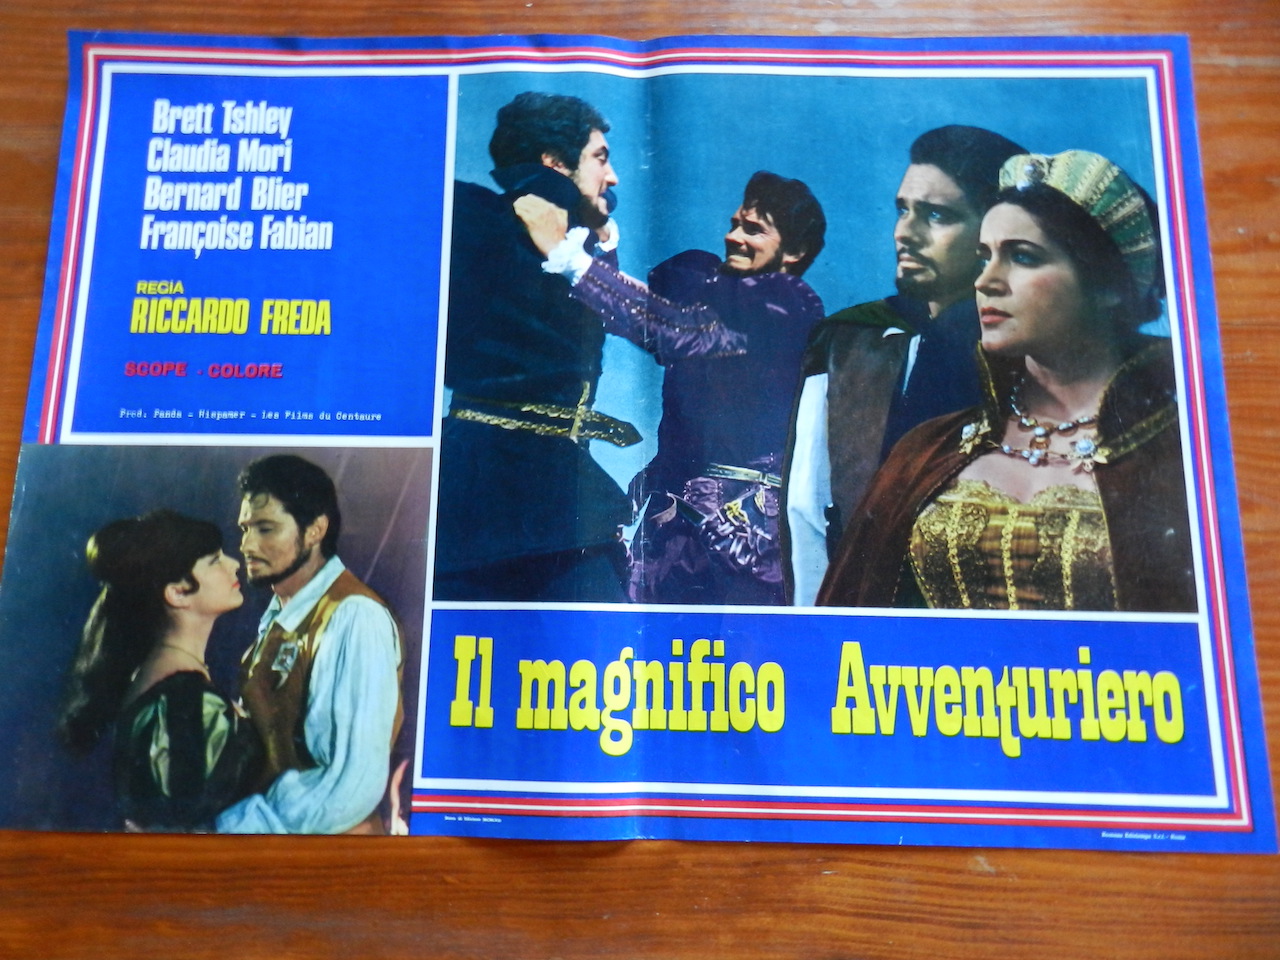 Brett Tshley
Claudia Mori
Bernard Blier
Françoise Fabian
REGIA
RICCARDO FREDA
SCOPE - COLORE
Prod. Panda - Hispamer - Les Films du Centaure
Il magnifico Avventuriero